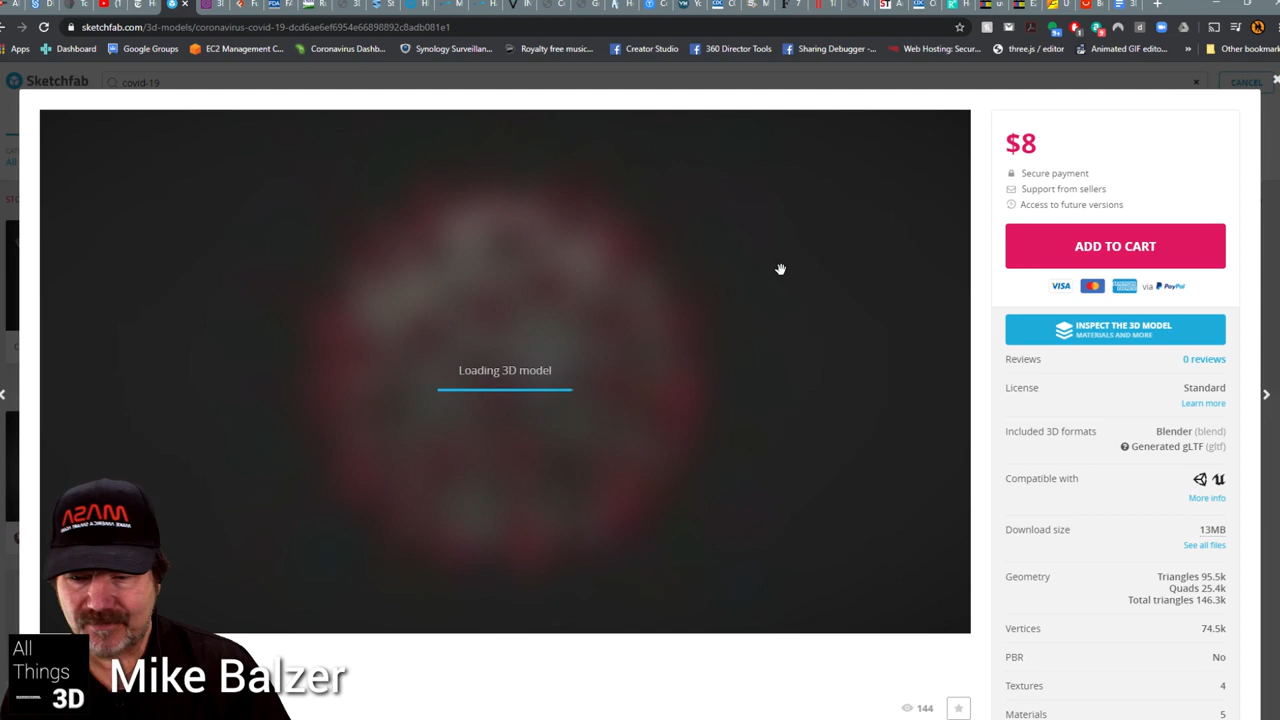 sketchfab.com/3d-models/coronavirus-covid-19-dcd6ae6ef6954e66898892c8adb081e1
Apps
Dashboard
Google Groups
EC2 Management C...
Coronavirus Dashb...
Synology Surveillan...
Royalty free music...
Creator Studio
360 Director Tools
Sharing Debugger -...
Web Hosting: Secur...
three.js / editor
Animated GIF edito...
»
Other bookmar
Sketchfab
covid-19
CANCEL
All
$8
Secure payment
Support from sellers
Access to future versions
ADD TO CART
VISA
via PayPal
INSPECT THE 3D MODEL
MATERIALS AND MORE
Loading 3D model
Reviews 0 reviews
License Standard
Learn more
Included 3D formats Blender (blend)
Generated glTF (gltf)
Compatible with
More info
Download size 13MB
See all files
Geometry Triangles 95.5k
Quads 25.4k
Total triangles 146.3k
Vertices 74.5k
PBR No
Textures 4
Materials 5
144
All
Things
3D
Mike Balzer